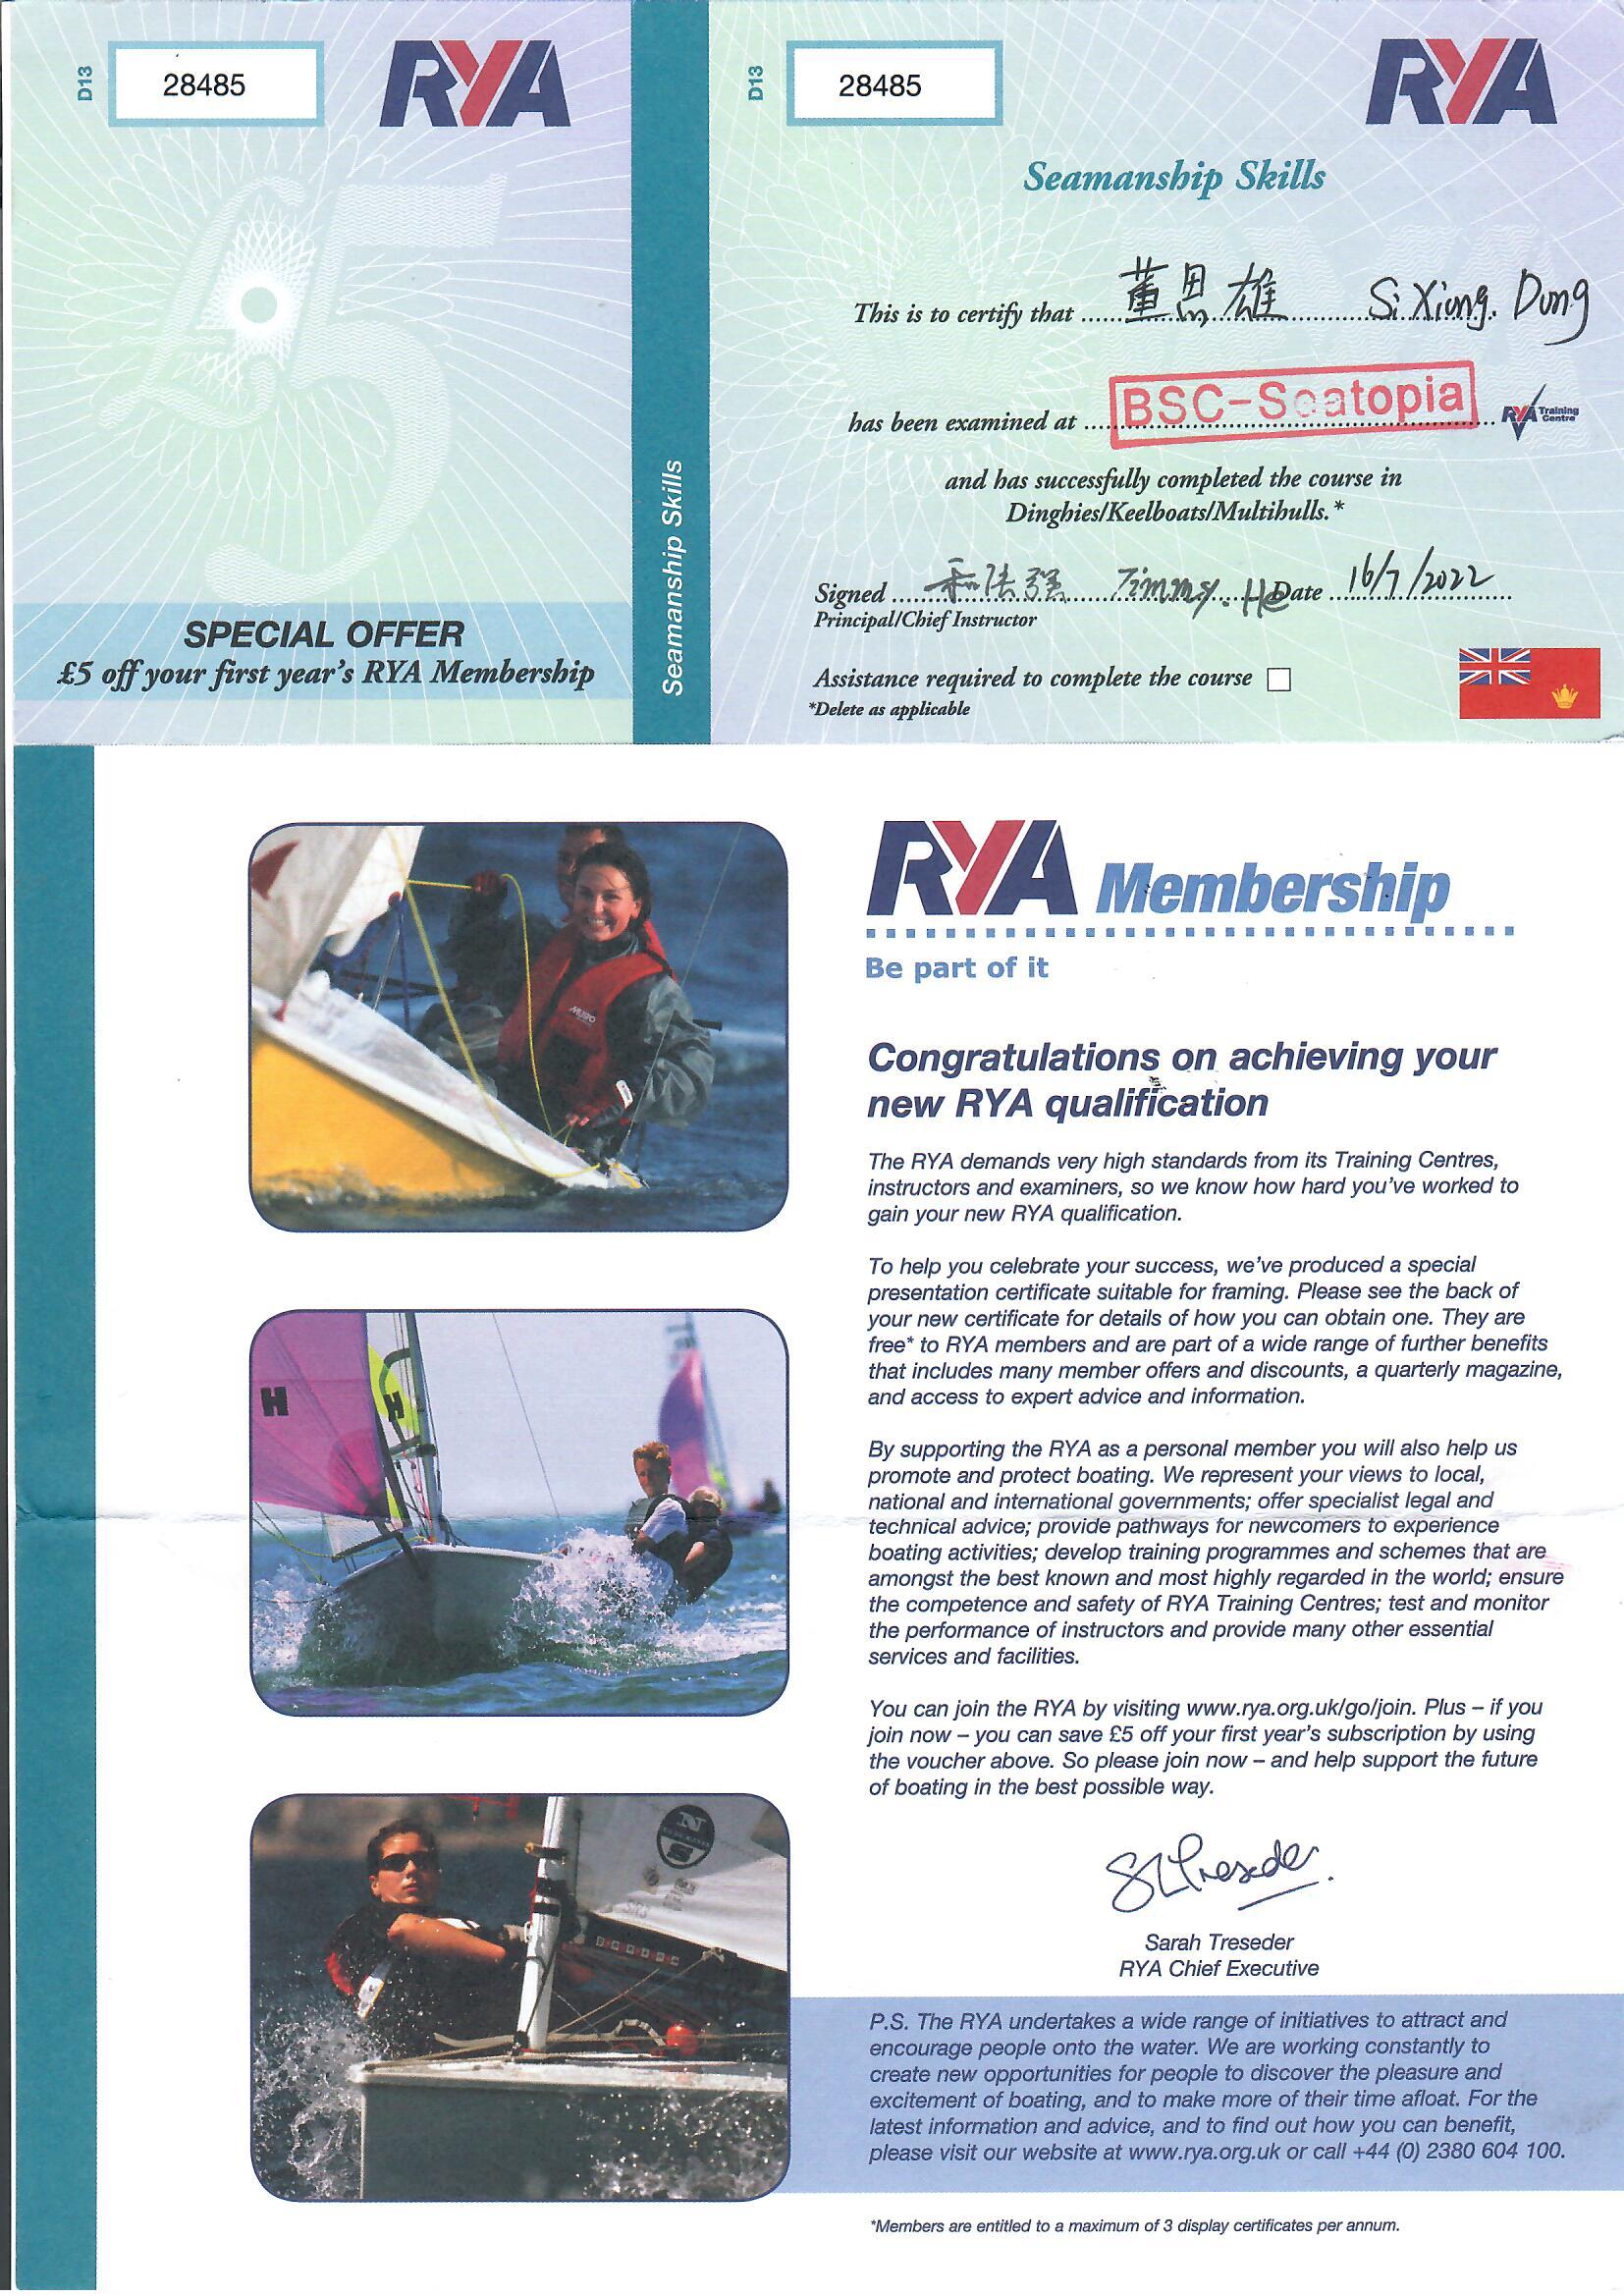 D13
28485
RYA
£5
SPECIAL OFFER
£5 off your first year's RYA Membership
Seamanship Skills
D13
28485
RYA
Seamanship Skills
This is to certify that 董思雄 Si Xiong. Dong
has been examined at BSC-Seatopia RYA Training Centre
and has successfully completed the course in
Dinghies/Keelboats/Multihulls.*
Signed Timmy. He Date 16/7/2022
Principal/Chief Instructor
Assistance required to complete the course
*Delete as applicable
RYA Membership
Be part of it
Congratulations on achieving your
new RYA qualification
The RYA demands very high standards from its Training Centres,
instructors and examiners, so we know how hard you've worked to
gain your new RYA qualification.
To help you celebrate your success, we've produced a special
presentation certificate suitable for framing. Please see the back of
your new certificate for details of how you can obtain one. They are
free* to RYA members and are part of a wide range of further benefits
that includes many member offers and discounts, a quarterly magazine,
and access to expert advice and information.
By supporting the RYA as a personal member you will also help us
promote and protect boating. We represent your views to local,
national and international governments; offer specialist legal and
technical advice; provide pathways for newcomers to experience
boating activities; develop training programmes and schemes that are
amongst the best known and most highly regarded in the world; ensure
the competence and safety of RYA Training Centres; test and monitor
the performance of instructors and provide many other essential
services and facilities.
You can join the RYA by visiting www.rya.org.uk/go/join. Plus – if you
join now – you can save £5 off your first year's subscription by using
the voucher above. So please join now – and help support the future
of boating in the best possible way.
S Treseder.
Sarah Treseder
RYA Chief Executive
P.S. The RYA undertakes a wide range of initiatives to attract and
encourage people onto the water. We are working constantly to
create new opportunities for people to discover the pleasure and
excitement of boating, and to make more of their time afloat. For the
latest information and advice, and to find out how you can benefit,
please visit our website at www.rya.org.uk or call +44 (0) 2380 604 100.
*Members are entitled to a maximum of 3 display certificates per annum.
MUSTO
H
H